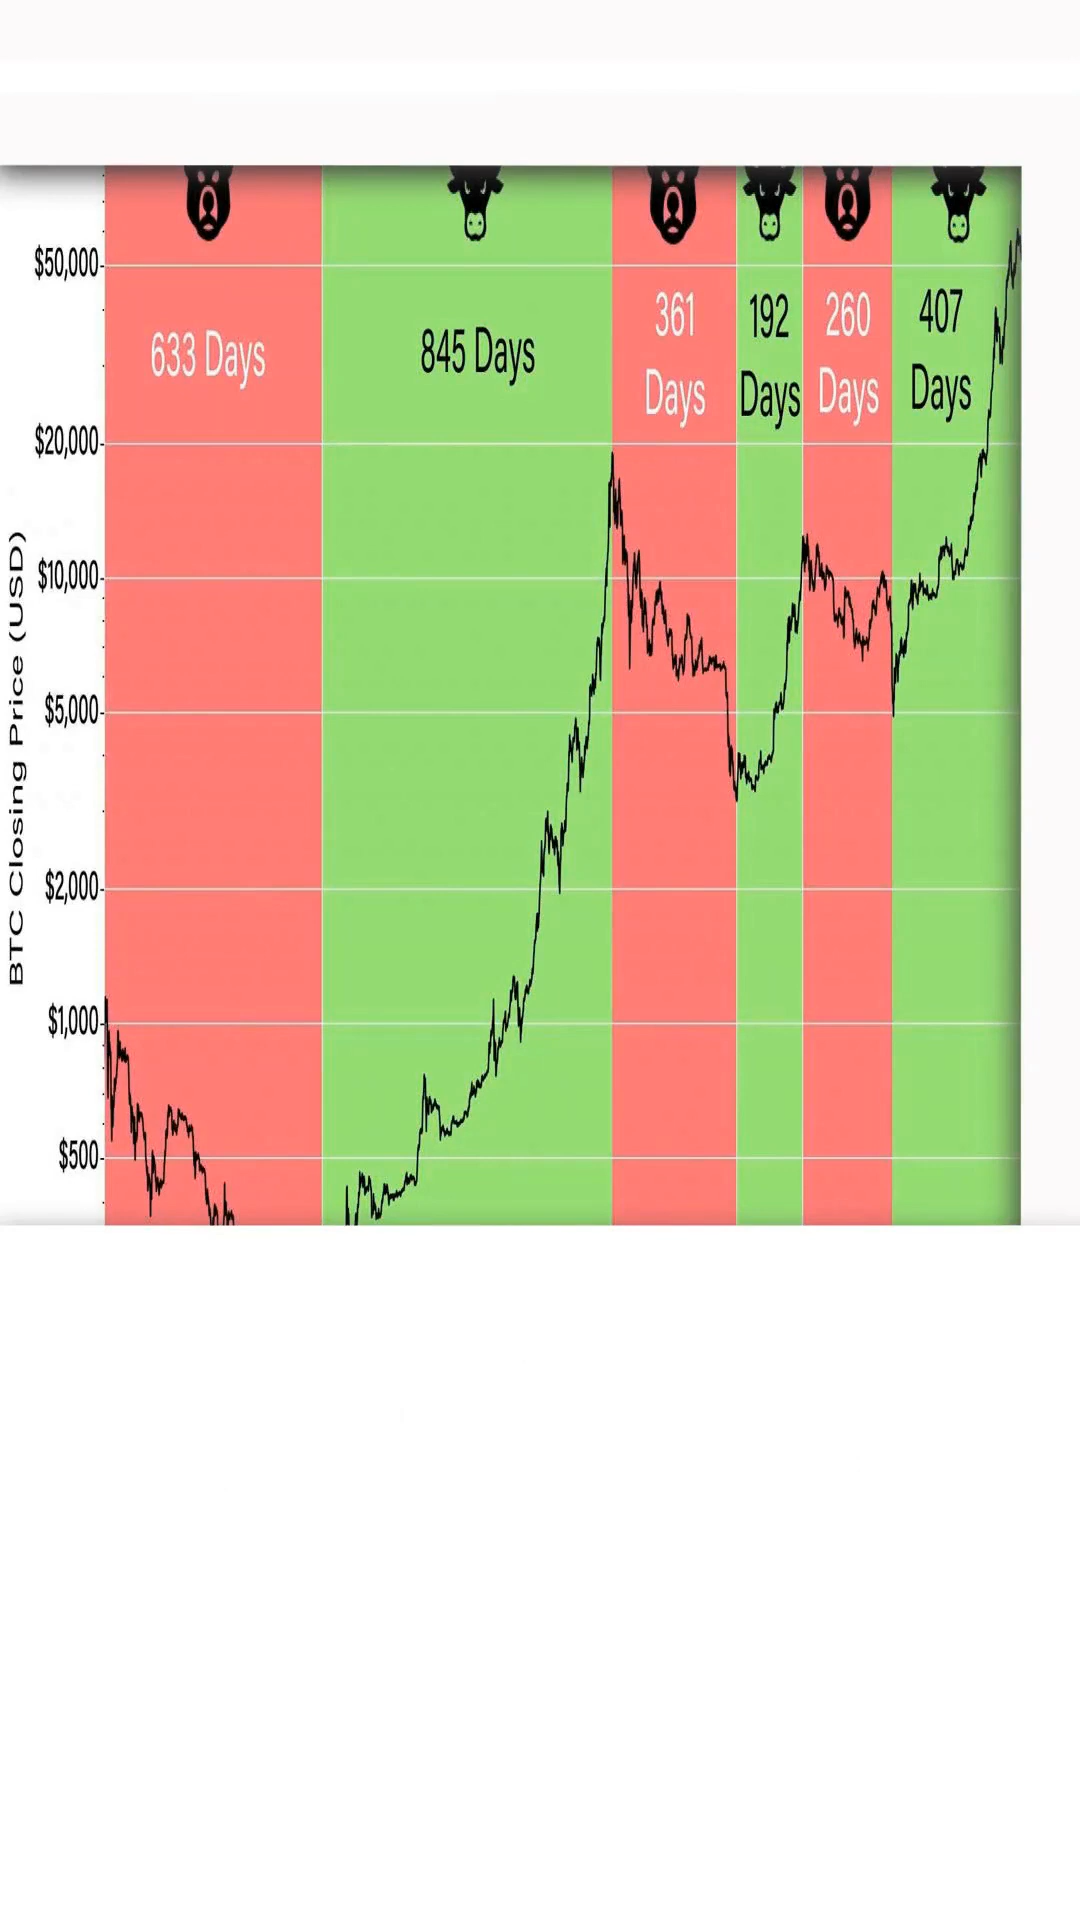 $50,000
633 Days
845 Days
361
Days
192
Days
260
Days
407
Days
$20,000
$10,000
$5,000
$2,000
$1,000
$500
BTC Closing Price (USD)